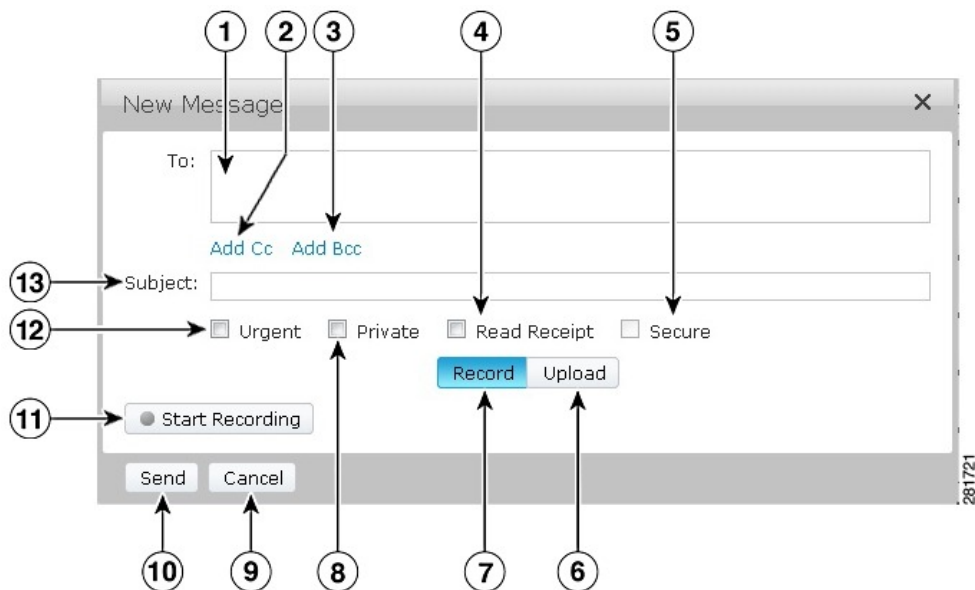 1 2 3 4 5
New Message
To:
Add Cc Add Bcc
13 Subject:
12 Urgent Private Read Receipt Secure
Record Upload
11 Start Recording
Send Cancel
281721
10 9 8 7 6